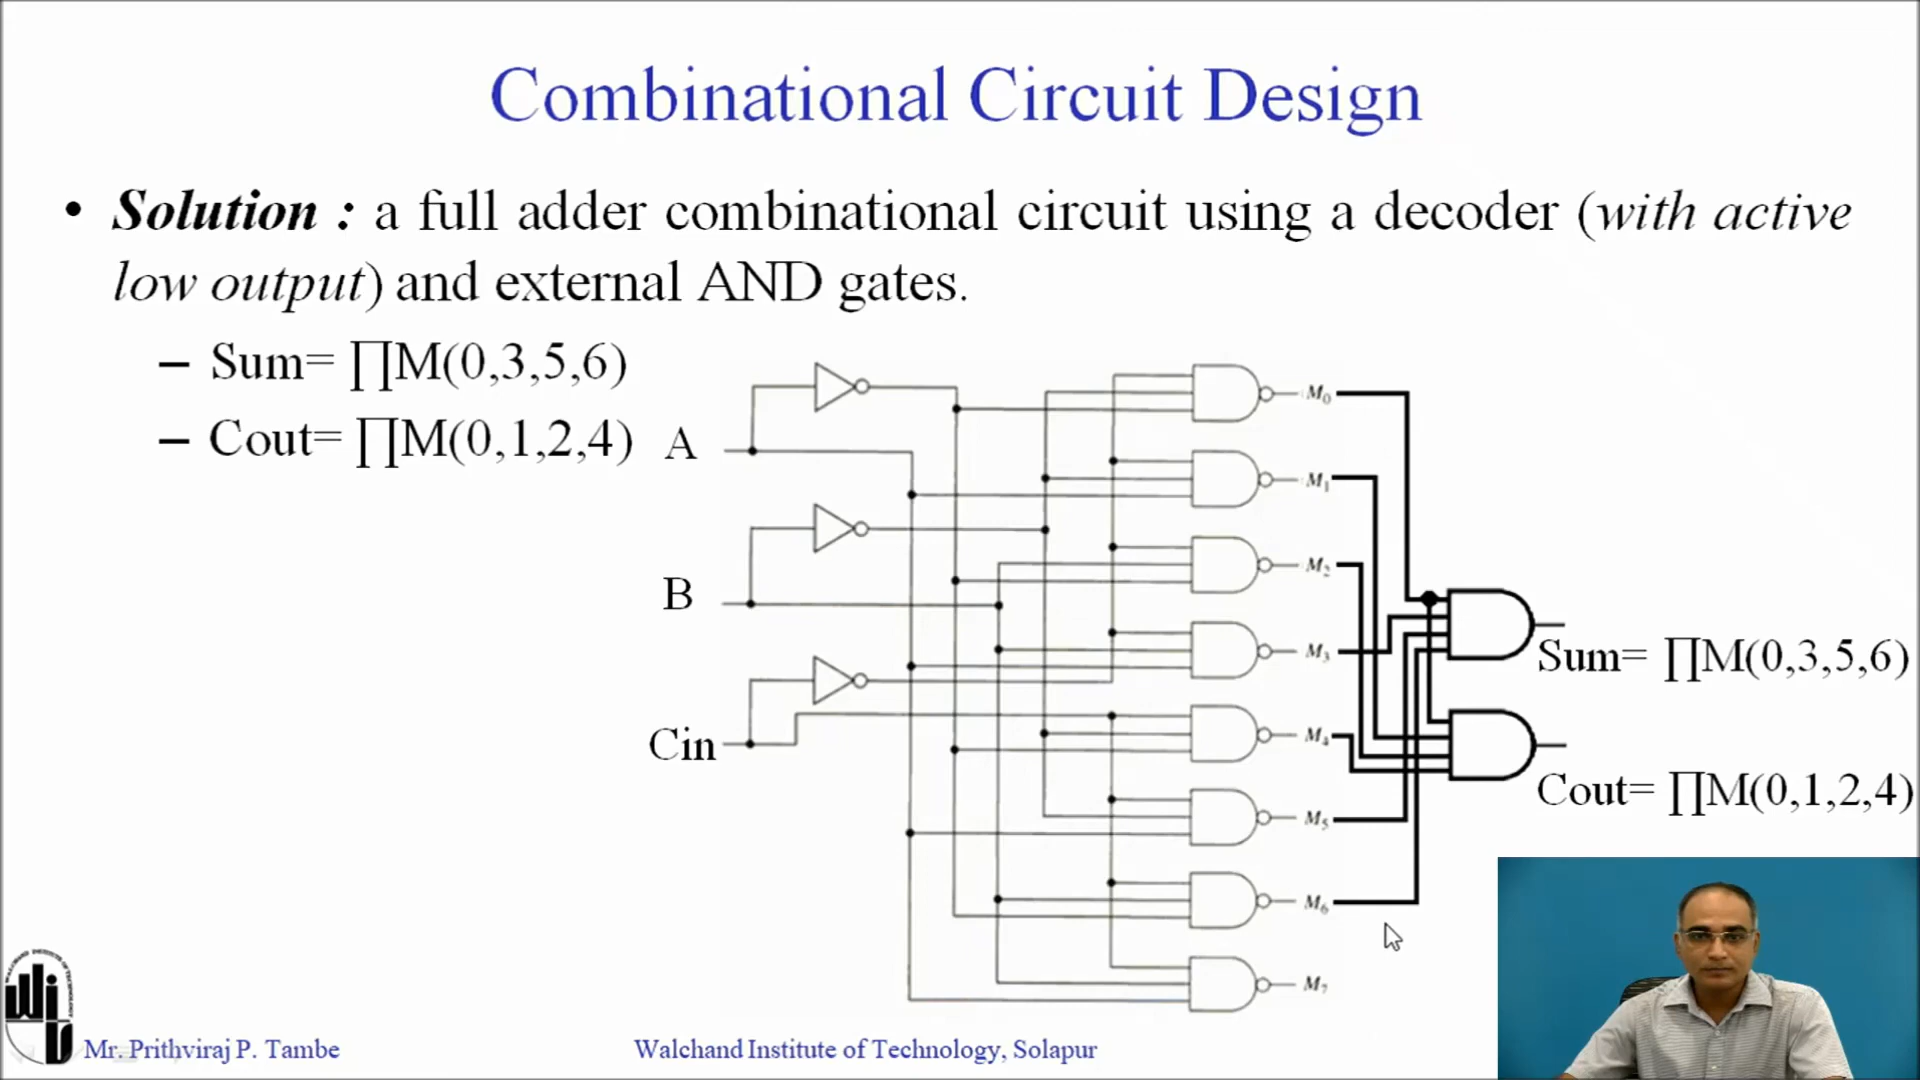 Combinational Circuit Design
• Solution : a full adder combinational circuit using a decoder (with active
low output) and external AND gates.
– Sum= ∏M(0,3,5,6)
– Cout= ∏M(0,1,2,4)
A
B
Cin
M0
M1
M2
M3
M4
M5
M6
M7
Sum= ∏M(0,3,5,6)
Cout= ∏M(0,1,2,4)
Mr. Prithviraj P. Tambe
Walchand Institute of Technology, Solapur